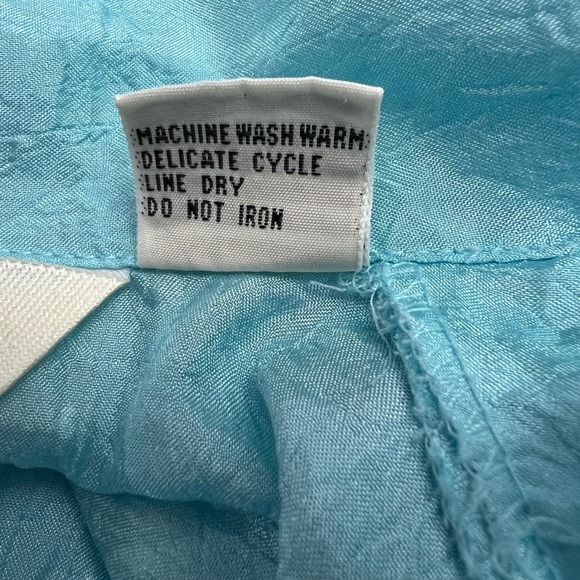 MACHINE WASH WARM
DELICATE CYCLE
LINE DRY
DO NOT IRON